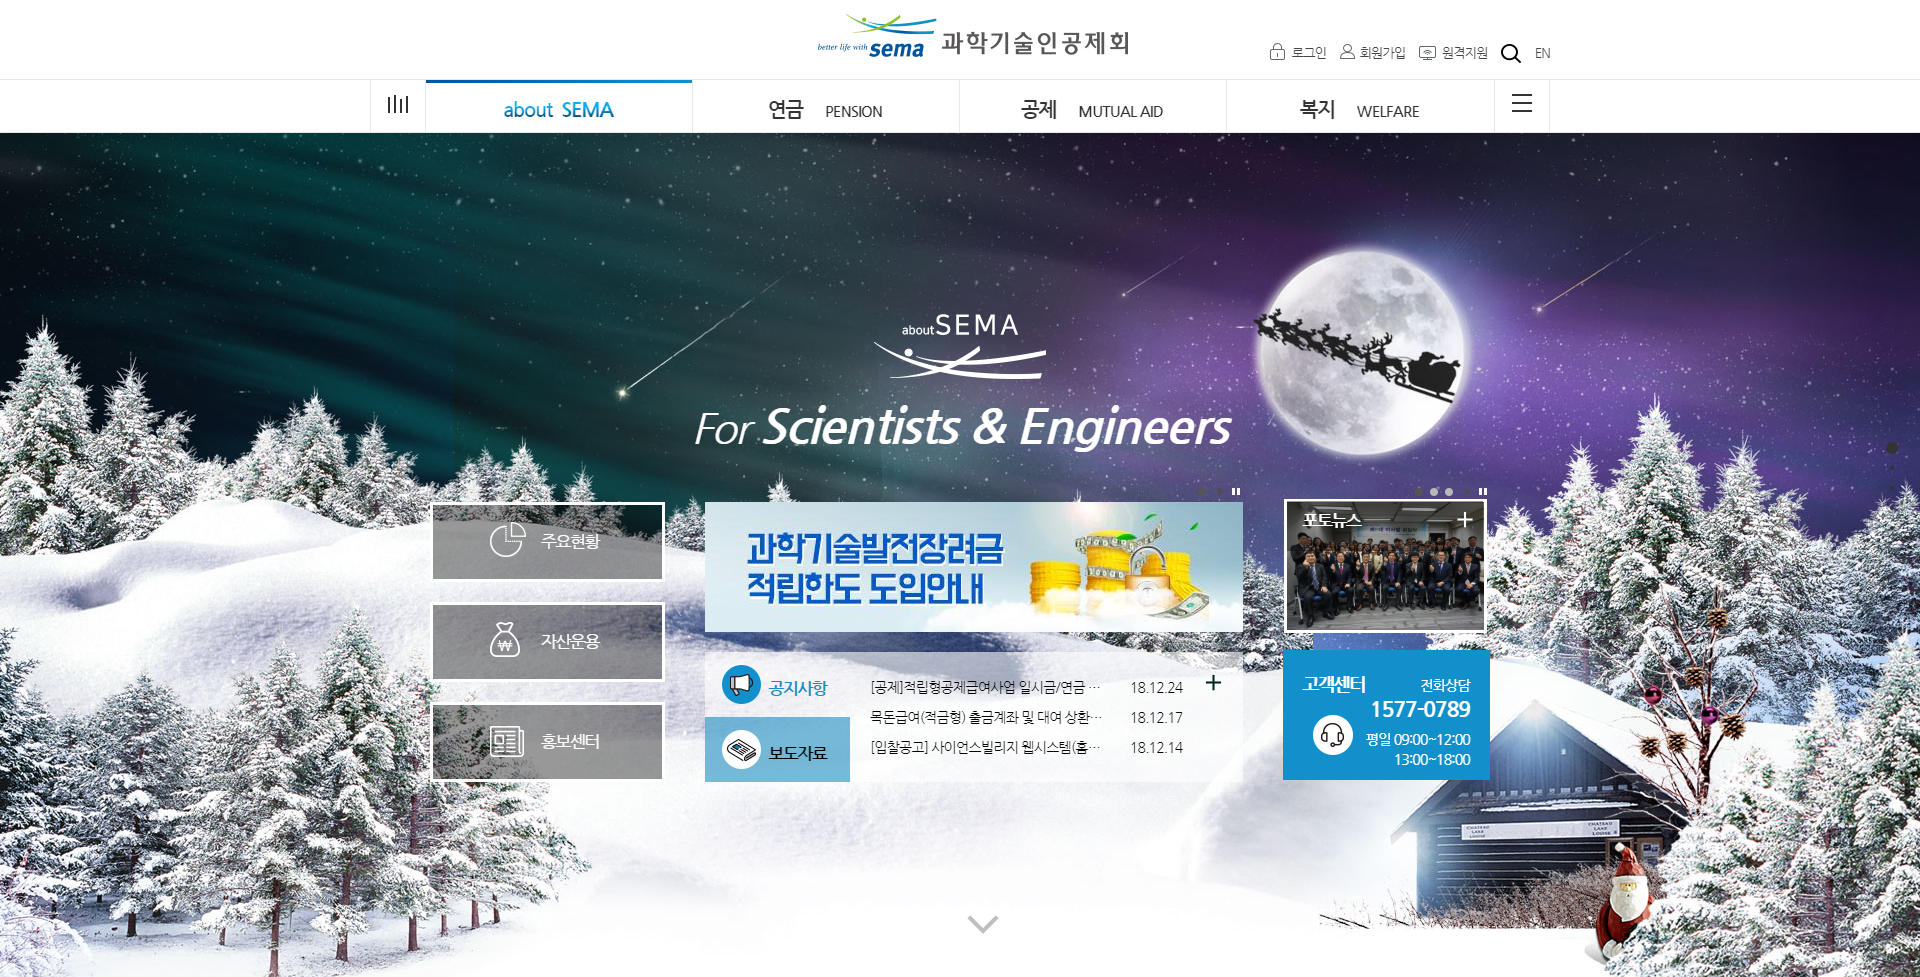 better life with sema 과학기술인공제회
로그인 회원가입 원격지원 EN
about SEMA 연금 PENSION 공제 MUTUAL AID 복지 WELFARE
about SEMA
For Scientists & Engineers
주요현황
자산운용
홍보센터
과학기술발전장려금
적립한도 도입안내
공지사항
보도자료
[공제]적립형공제급여사업 일시금/연금 … 18.12.24
목돈급여(적금형) 출금계좌 및 대여 상환… 18.12.17
[입찰공고] 사이언스빌리지 웹시스템(홈… 18.12.14
포토뉴스
고객센터 전화상담
1577-0789
평일 09:00~12:00
13:00~18:00
CHATEAU LAKE LOUISE CHATEAU LAKE LOUISE